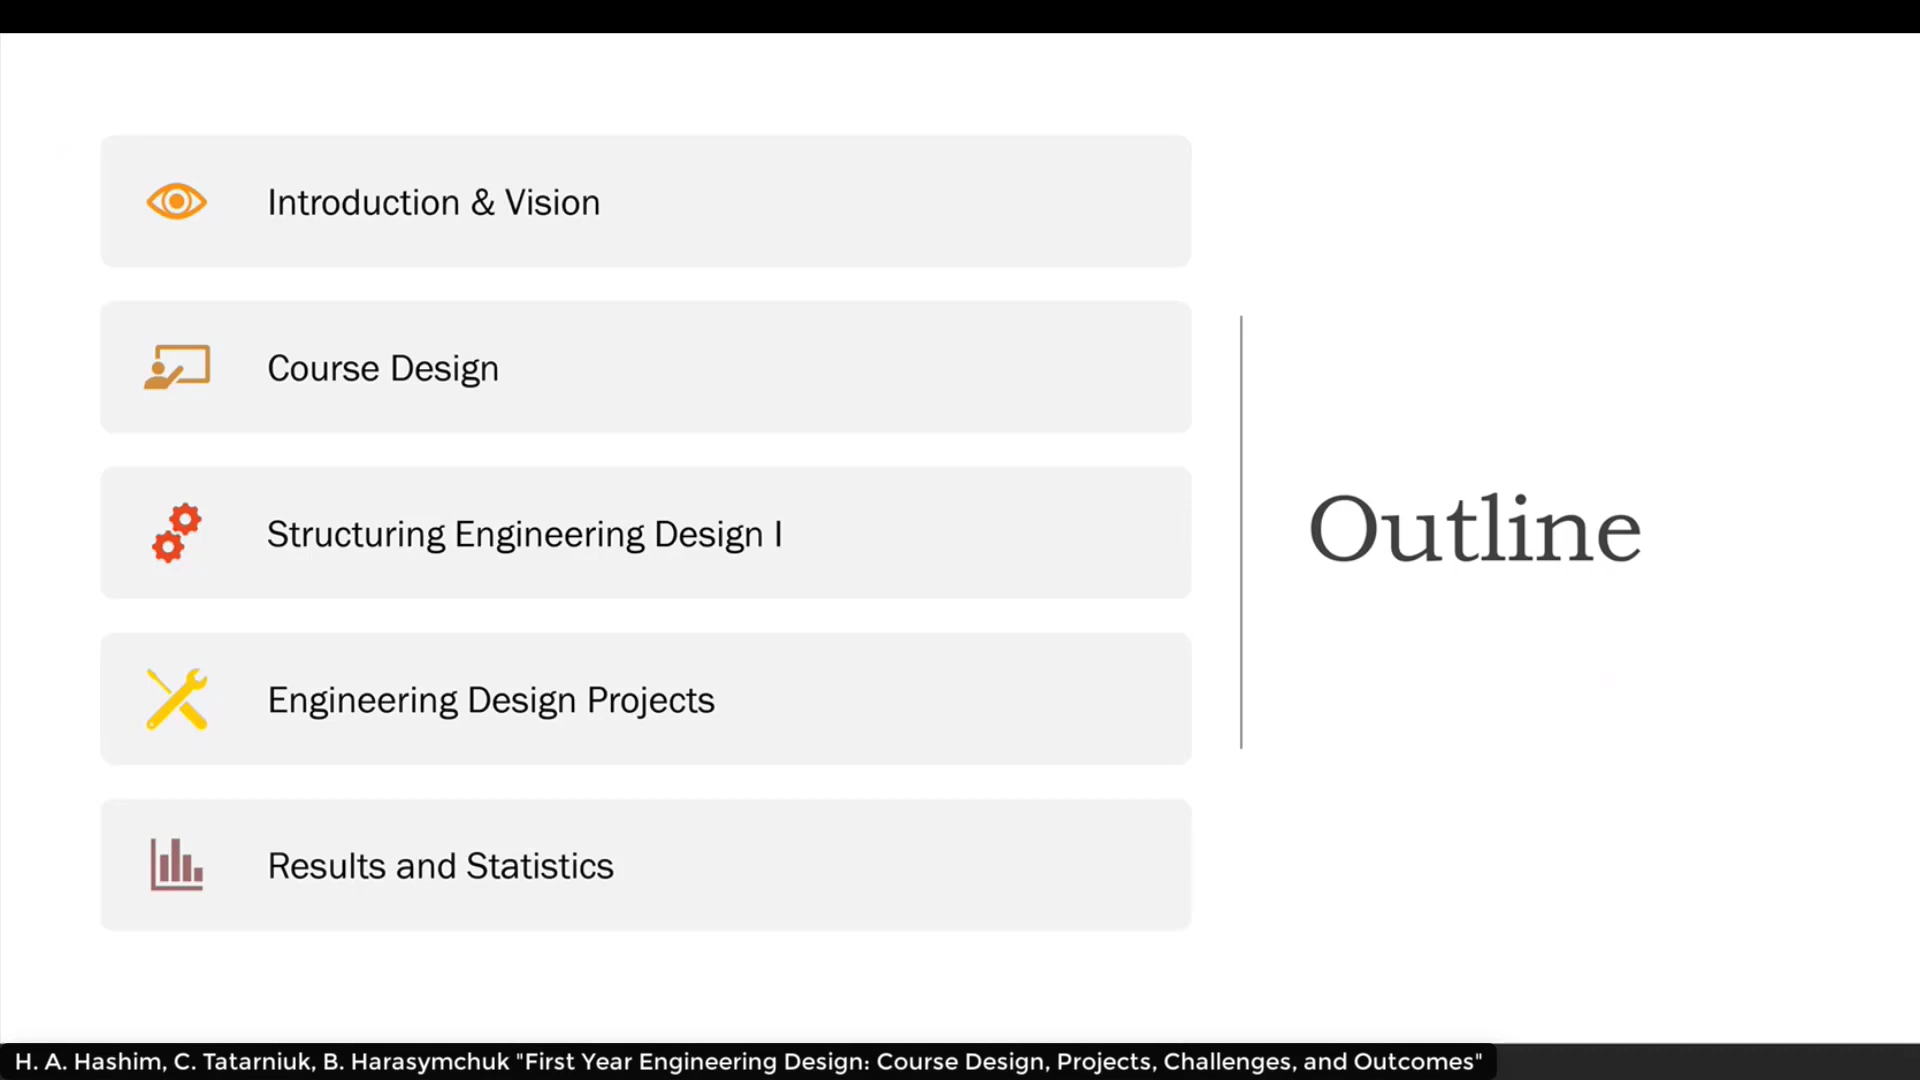 Introduction & Vision
Course Design
Structuring Engineering Design I
Engineering Design Projects
Results and Statistics
Outline
H. A. Hashim, C. Tatarniuk, B. Harasymchuk "First Year Engineering Design: Course Design, Projects, Challenges, and Outcomes"